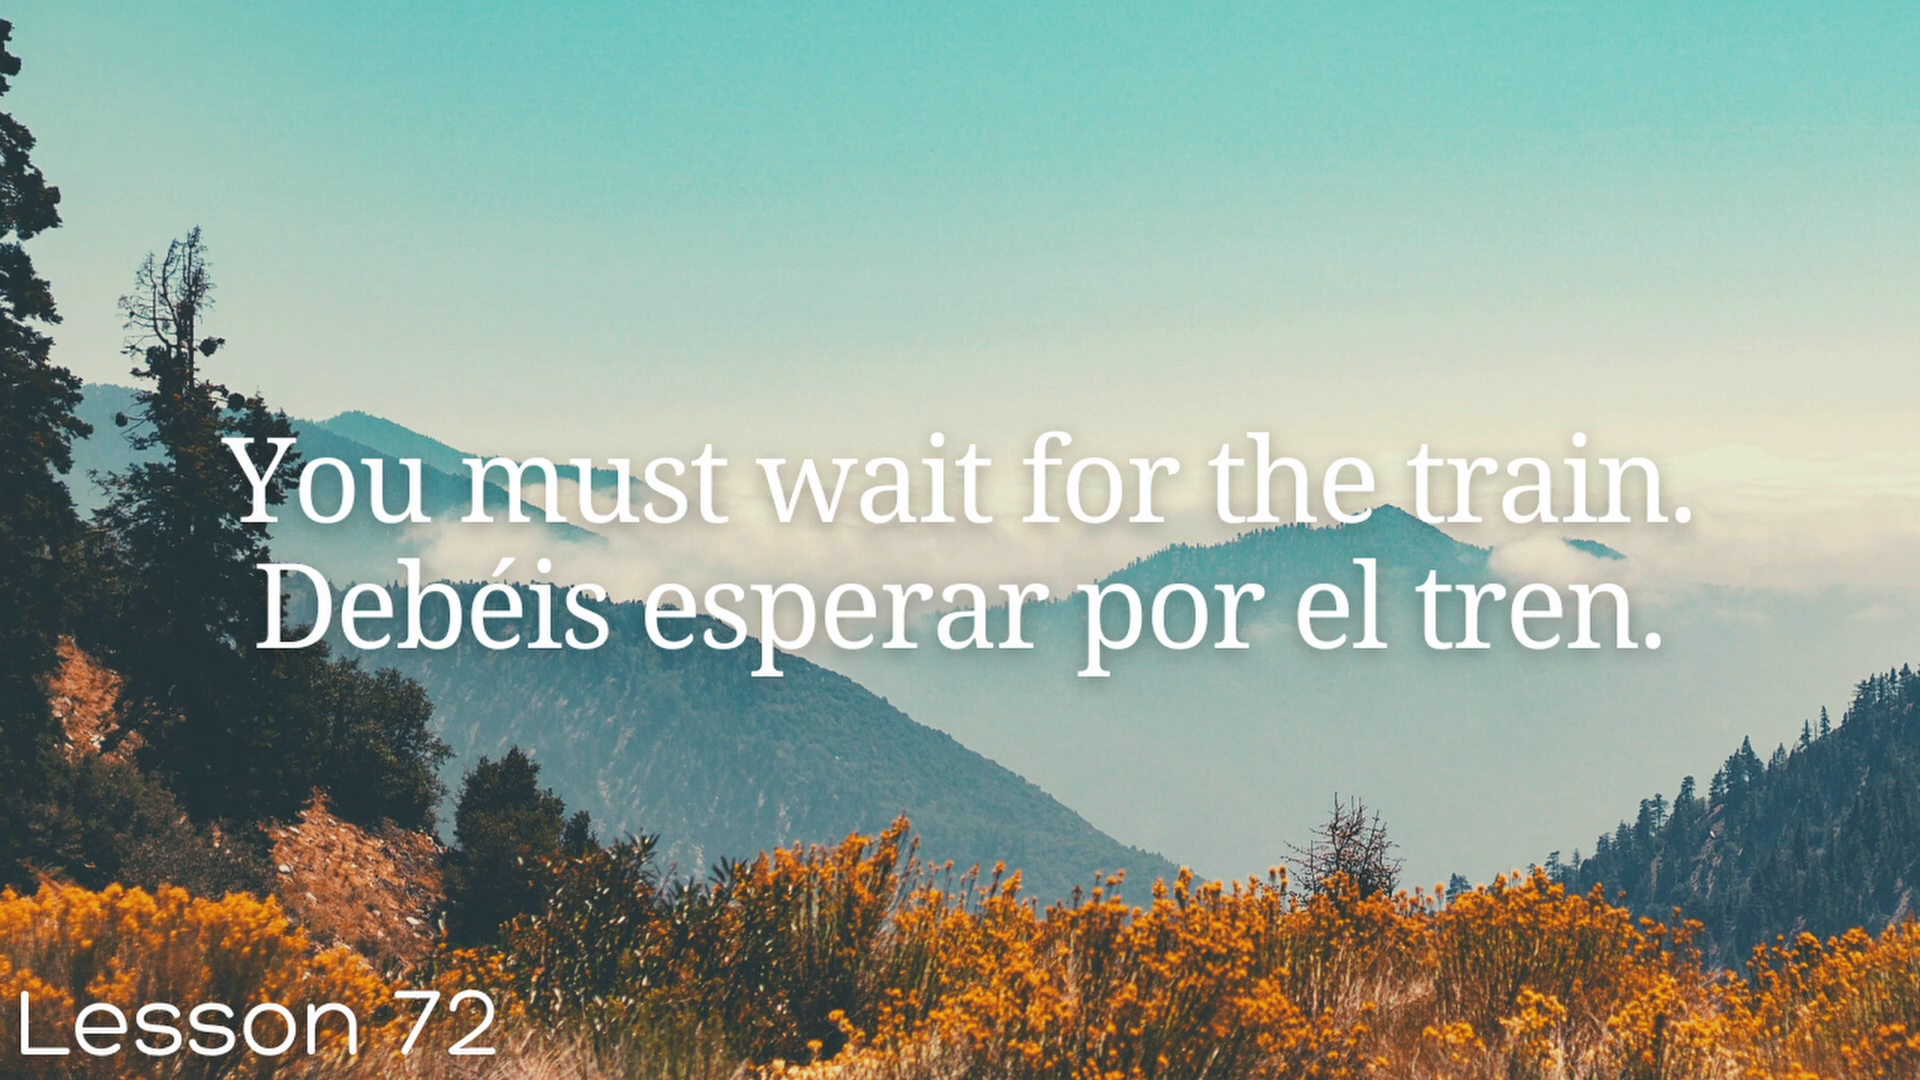 You must wait for the train.
Debéis esperar por el tren.
Lesson 72